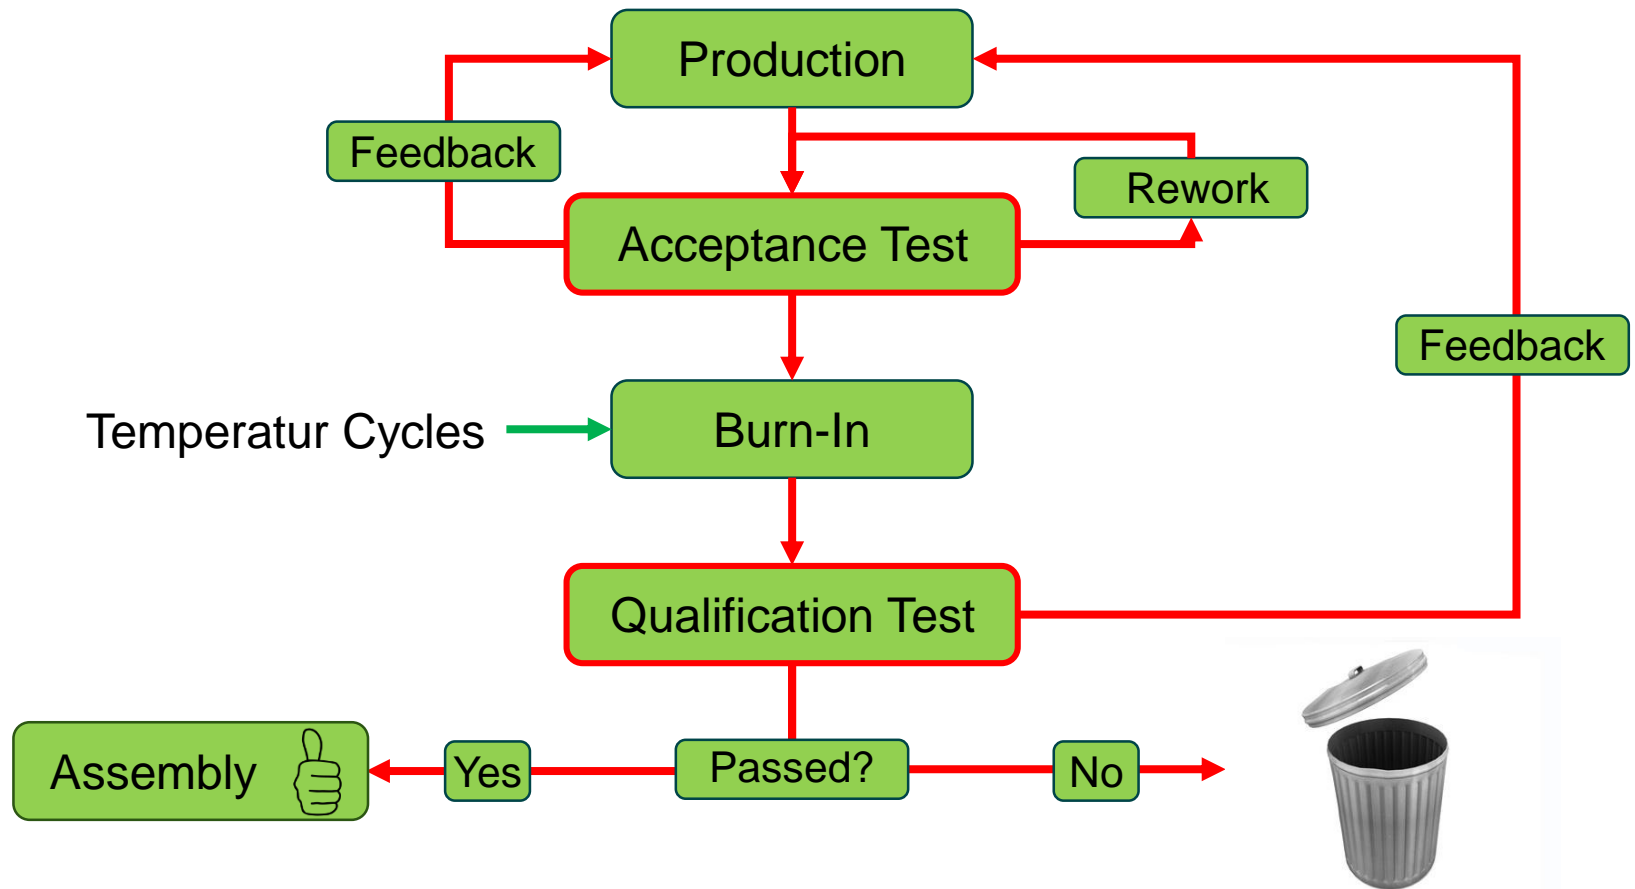 Production
Feedback
Rework
Acceptance Test
Feedback
Temperatur Cycles
Burn-In
Qualification Test
Assembly
Yes
Passed?
No